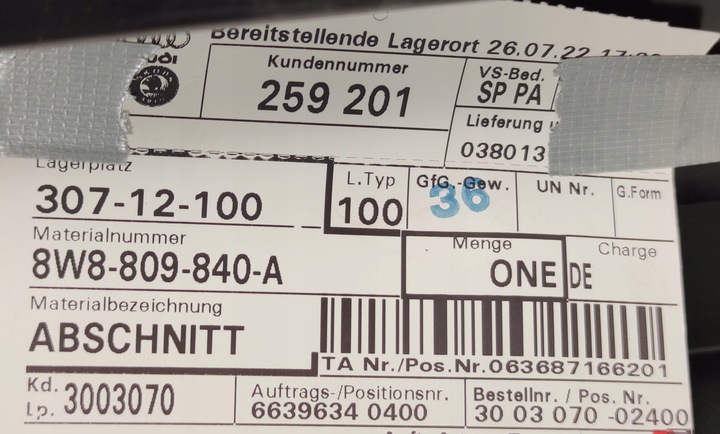 Bereitstellende Lagerort 26.07.22
Kundennummer
259 201
VS-Bed.
SP PA
Lieferung
038013
ŠKODA
Lagerplatz
307-12-100
L.Typ
100
GfG.-Gew.
36
UN Nr.
G.Form
Materialnummer
8W8-809-840-A
Menge
ONE
Charge
DE
Materialbezeichnung
ABSCHNITT
TA Nr./Pos.Nr.063687166201
Kd.
Lp. 3003070
Auftrags-/Positionsnr.
6639634 0400
Bestellnr. / Pos. Nr.
30 03 070 -02400